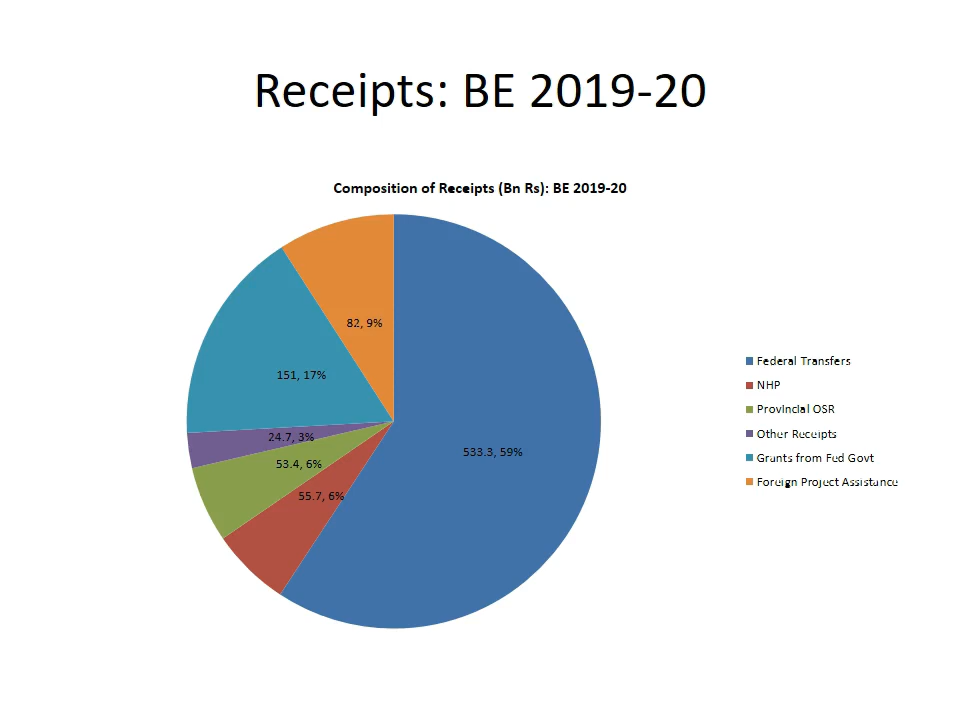 Receipts: BE 2019-20
Composition of Receipts (Bn Rs): BE 2019-20
82, 9%
151, 17%
24.7, 3%
53.4, 6%
55.7, 6%
533.3, 59%
Federal Transfers
NHP
Provincial OSR
Other Receipts
Grants from Fed Govt
Foreign Project Assistance